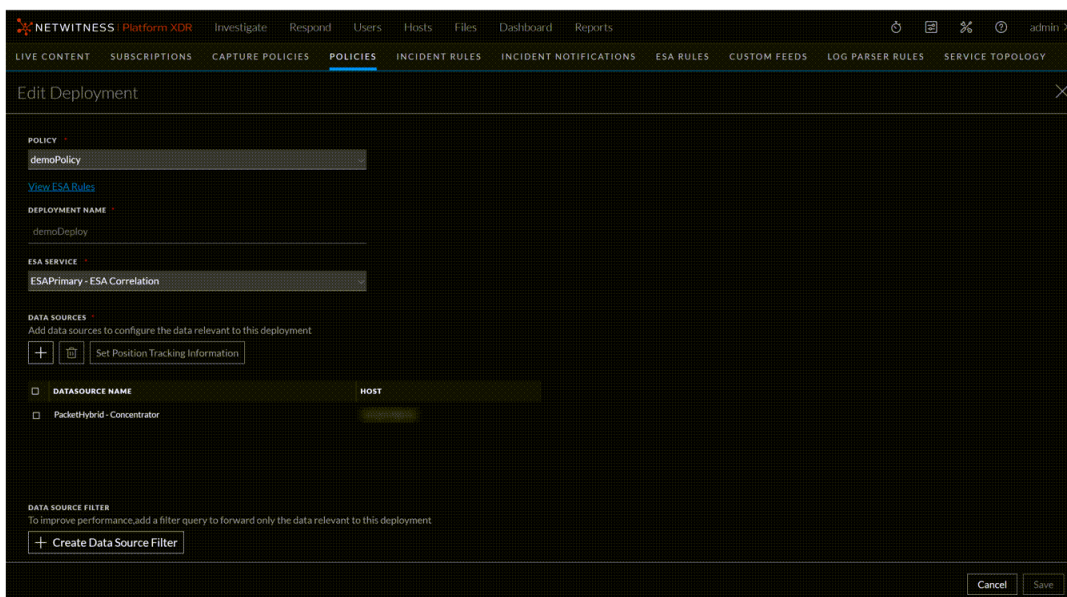 NETWITNESS Platform XDR Investigate Respond Users Hosts Files Dashboard Reports admin
LIVE CONTENT SUBSCRIPTIONS CAPTURE POLICIES POLICIES INCIDENT RULES INCIDENT NOTIFICATIONS ESA RULES CUSTOM FEEDS LOG PARSER RULES SERVICE TOPOLOGY
Edit Deployment
POLICY *
demoPolicy
View ESA Rules
DEPLOYMENT NAME *
demoDeploy
ESA SERVICE *
ESAPrimary - ESA Correlation
DATA SOURCES *
Add data sources to configure the data relevant to this deployment
Set Position Tracking Information
DATASOURCE NAME HOST
PacketHybrid - Concentrator
DATA SOURCE FILTER
To improve performance,add a filter query to forward only the data relevant to this deployment
+ Create Data Source Filter
Cancel Save